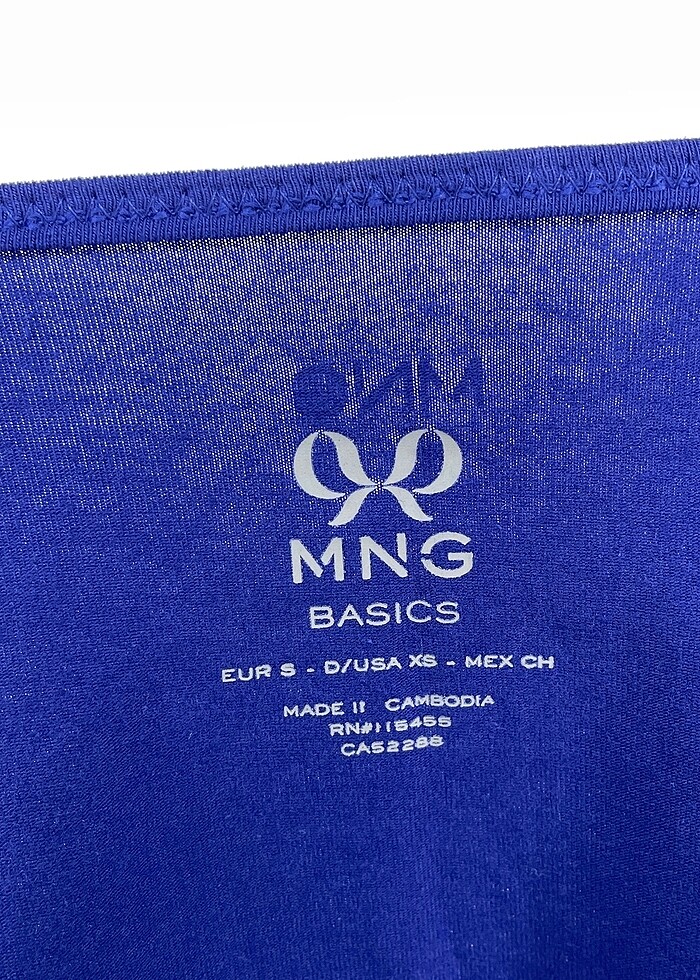 MNG
BASICS
EUR S - D/USA XS - MEX CH
MADE II CAMBODIA
RN#115455
CA52288